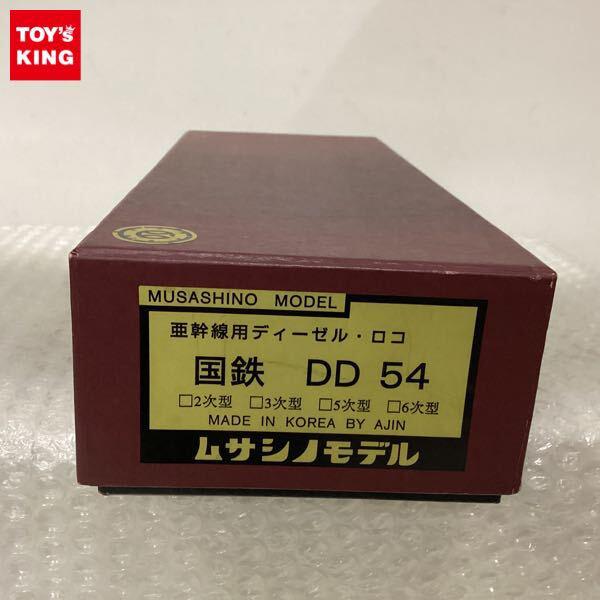 TOY's
KING
MUSASHINO MODEL
亜幹線用ディーゼル・ロコ
国鉄 DD 54
□2次型 □3次型 □5次型 □6次型
MADE IN KOREA BY AJIN
ムサシノモデル